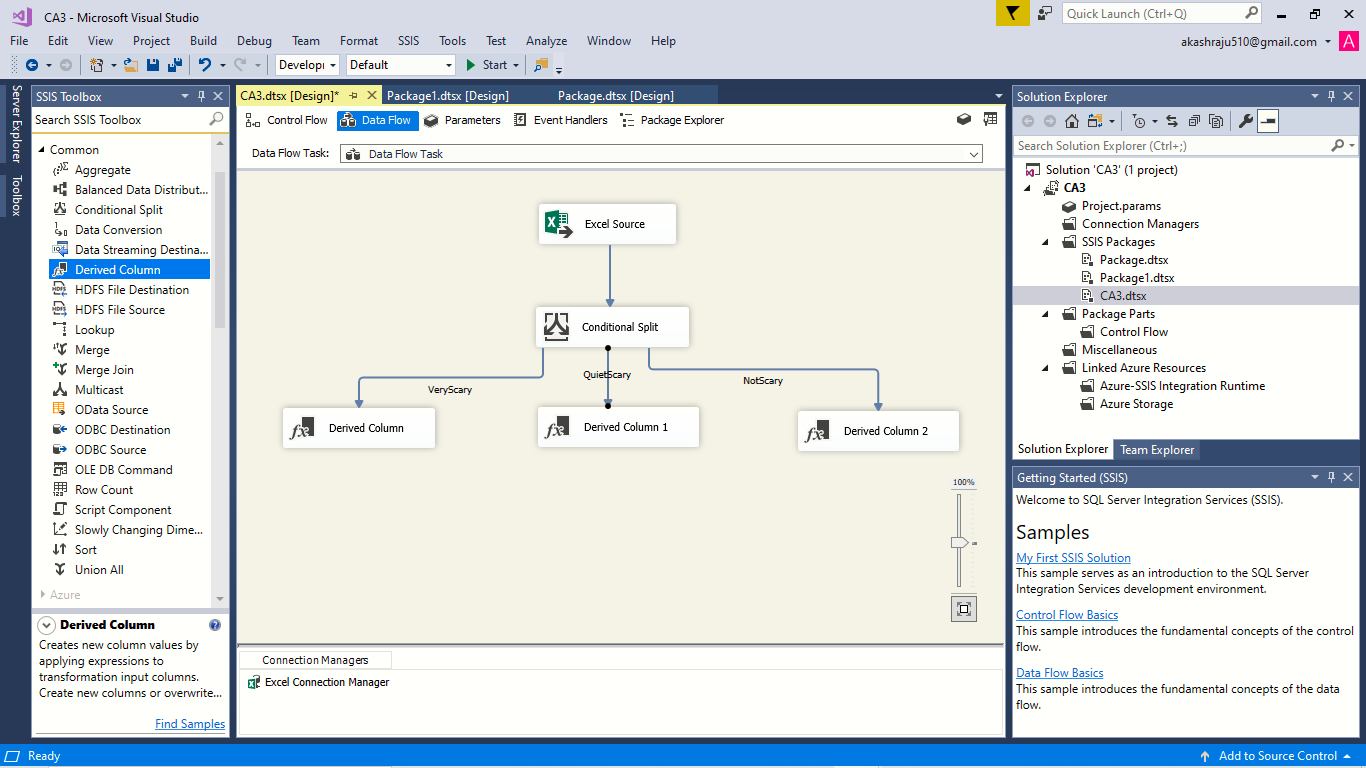 CA3 - Microsoft Visual Studio
Quick Launch (Ctrl+Q)
File Edit View Project Build Debug Team Format SSIS Tools Test Analyze Window Help
akashraju510@gmail.com
A
Developi
Default
Start
Server Explorer
Toolbox
SSIS Toolbox
Search SSIS Toolbox
Common
Aggregate
Balanced Data Distribut...
Conditional Split
Data Conversion
Data Streaming Destina...
Derived Column
HDFS File Destination
HDFS File Source
Lookup
Merge
Merge Join
Multicast
OData Source
ODBC Destination
ODBC Source
OLE DB Command
Row Count
Script Component
Slowly Changing Dime...
Sort
Union All
Azure
Derived Column
Creates new column values by
applying expressions to
transformation input columns.
Create new columns or overwrite...
Find Samples
CA3.dtsx [Design]* Package1.dtsx [Design] Package.dtsx [Design]
Control Flow Data Flow Parameters Event Handlers Package Explorer
Data Flow Task: Data Flow Task
Excel Source
Conditional Split
VeryScary
QuietScary
NotScary
Derived Column
Derived Column 1
Derived Column 2
100%
Connection Managers
Excel Connection Manager
Solution Explorer
Search Solution Explorer (Ctrl+;)
Solution 'CA3' (1 project)
CA3
Project.params
Connection Managers
SSIS Packages
Package.dtsx
Package1.dtsx
CA3.dtsx
Package Parts
Control Flow
Miscellaneous
Linked Azure Resources
Azure-SSIS Integration Runtime
Azure Storage
Solution Explorer Team Explorer
Getting Started (SSIS)
Welcome to SQL Server Integration Services (SSIS).
Samples
My First SSIS Solution
This sample serves as an introduction to the SQL Server
Integration Services development environment.
Control Flow Basics
This sample introduces the fundamental concepts of the control
flow.
Data Flow Basics
This sample introduces the fundamental concepts of the data
flow.
Ready
Add to Source Control